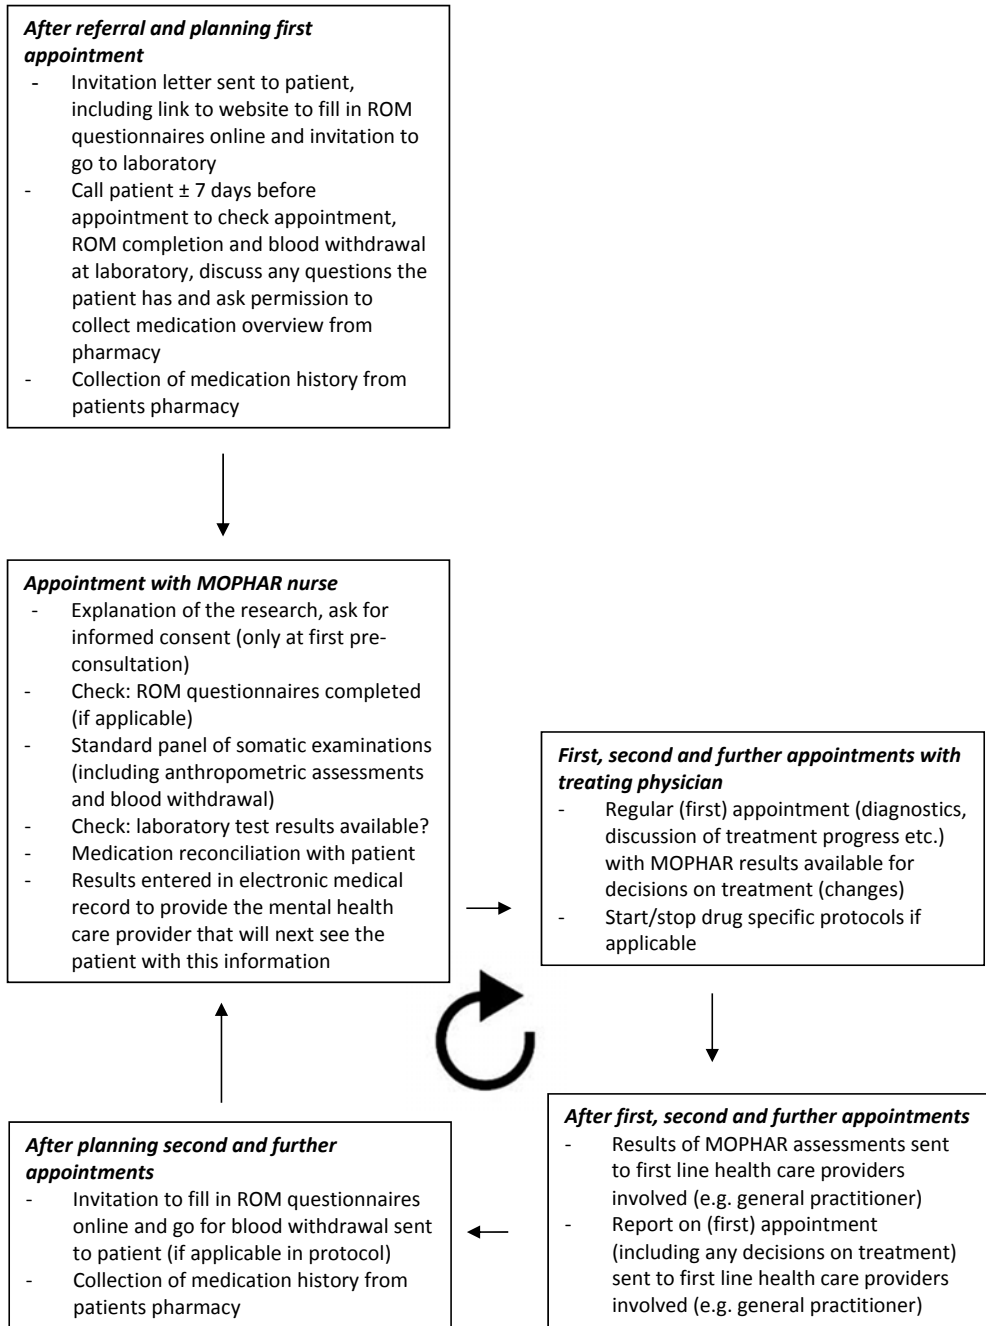 After referral and planning first
appointment
- Invitation letter sent to patient,
including link to website to fill in ROM
questionnaires online and invitation to
go to laboratory
- Call patient ± 7 days before
appointment to check appointment,
ROM completion and blood withdrawal
at laboratory, discuss any questions the
patient has and ask permission to
collect medication overview from
pharmacy
- Collection of medication history from
patients pharmacy
Appointment with MOPHAR nurse
- Explanation of the research, ask for
informed consent (only at first pre-
consultation)
- Check: ROM questionnaires completed
(if applicable)
- Standard panel of somatic examinations
(including anthropometric assessments
and blood withdrawal)
- Check: laboratory test results available?
- Medication reconciliation with patient
- Results entered in electronic medical
record to provide the mental health
care provider that will next see the
patient with this information
First, second and further appointments with
treating physician
- Regular (first) appointment (diagnostics,
discussion of treatment progress etc.)
with MOPHAR results available for
decisions on treatment (changes)
- Start/stop drug specific protocols if
applicable
After first, second and further appointments
- Results of MOPHAR assessments sent
to first line health care providers
involved (e.g. general practitioner)
- Report on (first) appointment
(including any decisions on treatment)
sent to first line health care providers
involved (e.g. general practitioner)
After planning second and further
appointments
- Invitation to fill in ROM questionnaires
online and go for blood withdrawal sent
to patient (if applicable in protocol)
- Collection of medication history from
patients pharmacy